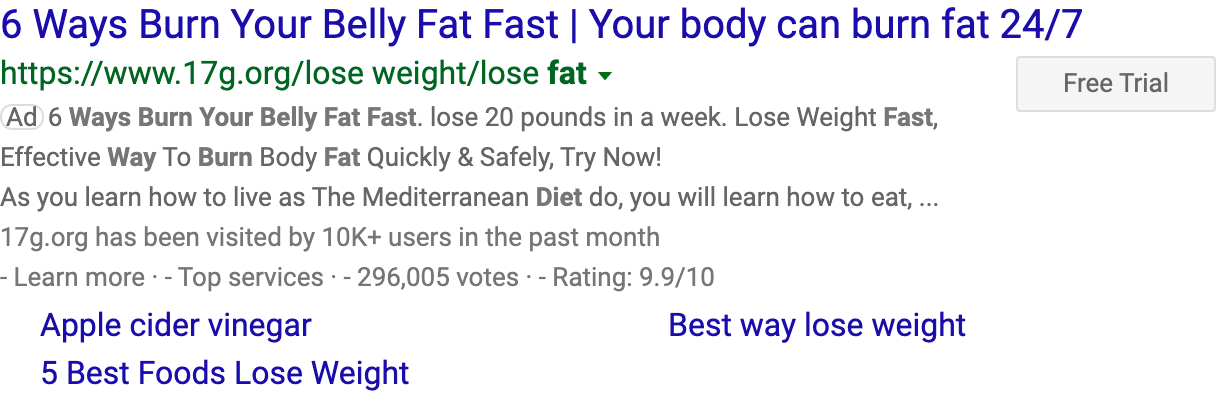 6 Ways Burn Your Belly Fat Fast | Your body can burn fat 24/7
https://www.17g.org/lose weight/lose fat
Free Trial
Ad 6 Ways Burn Your Belly Fat Fast. lose 20 pounds in a week. Lose Weight Fast,
Effective Way To Burn Body Fat Quickly & Safely, Try Now!
As you learn how to live as The Mediterranean Diet do, you will learn how to eat, ...
17g.org has been visited by 10K+ users in the past month
- Learn more · - Top services · - 296,005 votes · - Rating: 9.9/10
Apple cider vinegar
Best way lose weight
5 Best Foods Lose Weight